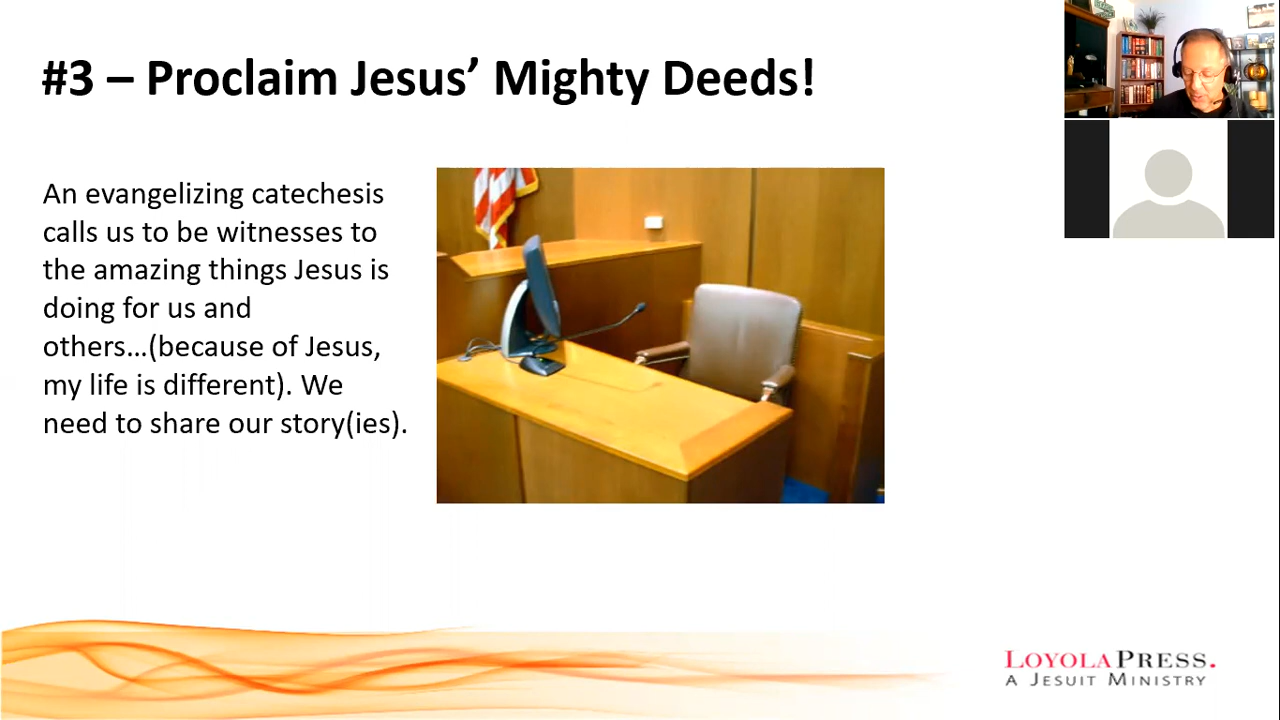 #3 – Proclaim Jesus’ Mighty Deeds!
An evangelizing catechesis
calls us to be witnesses to
the amazing things Jesus is
doing for us and
others...(because of Jesus,
my life is different). We
need to share our story(ies).
LOYOLA PRESS.
A JESUIT MINISTRY